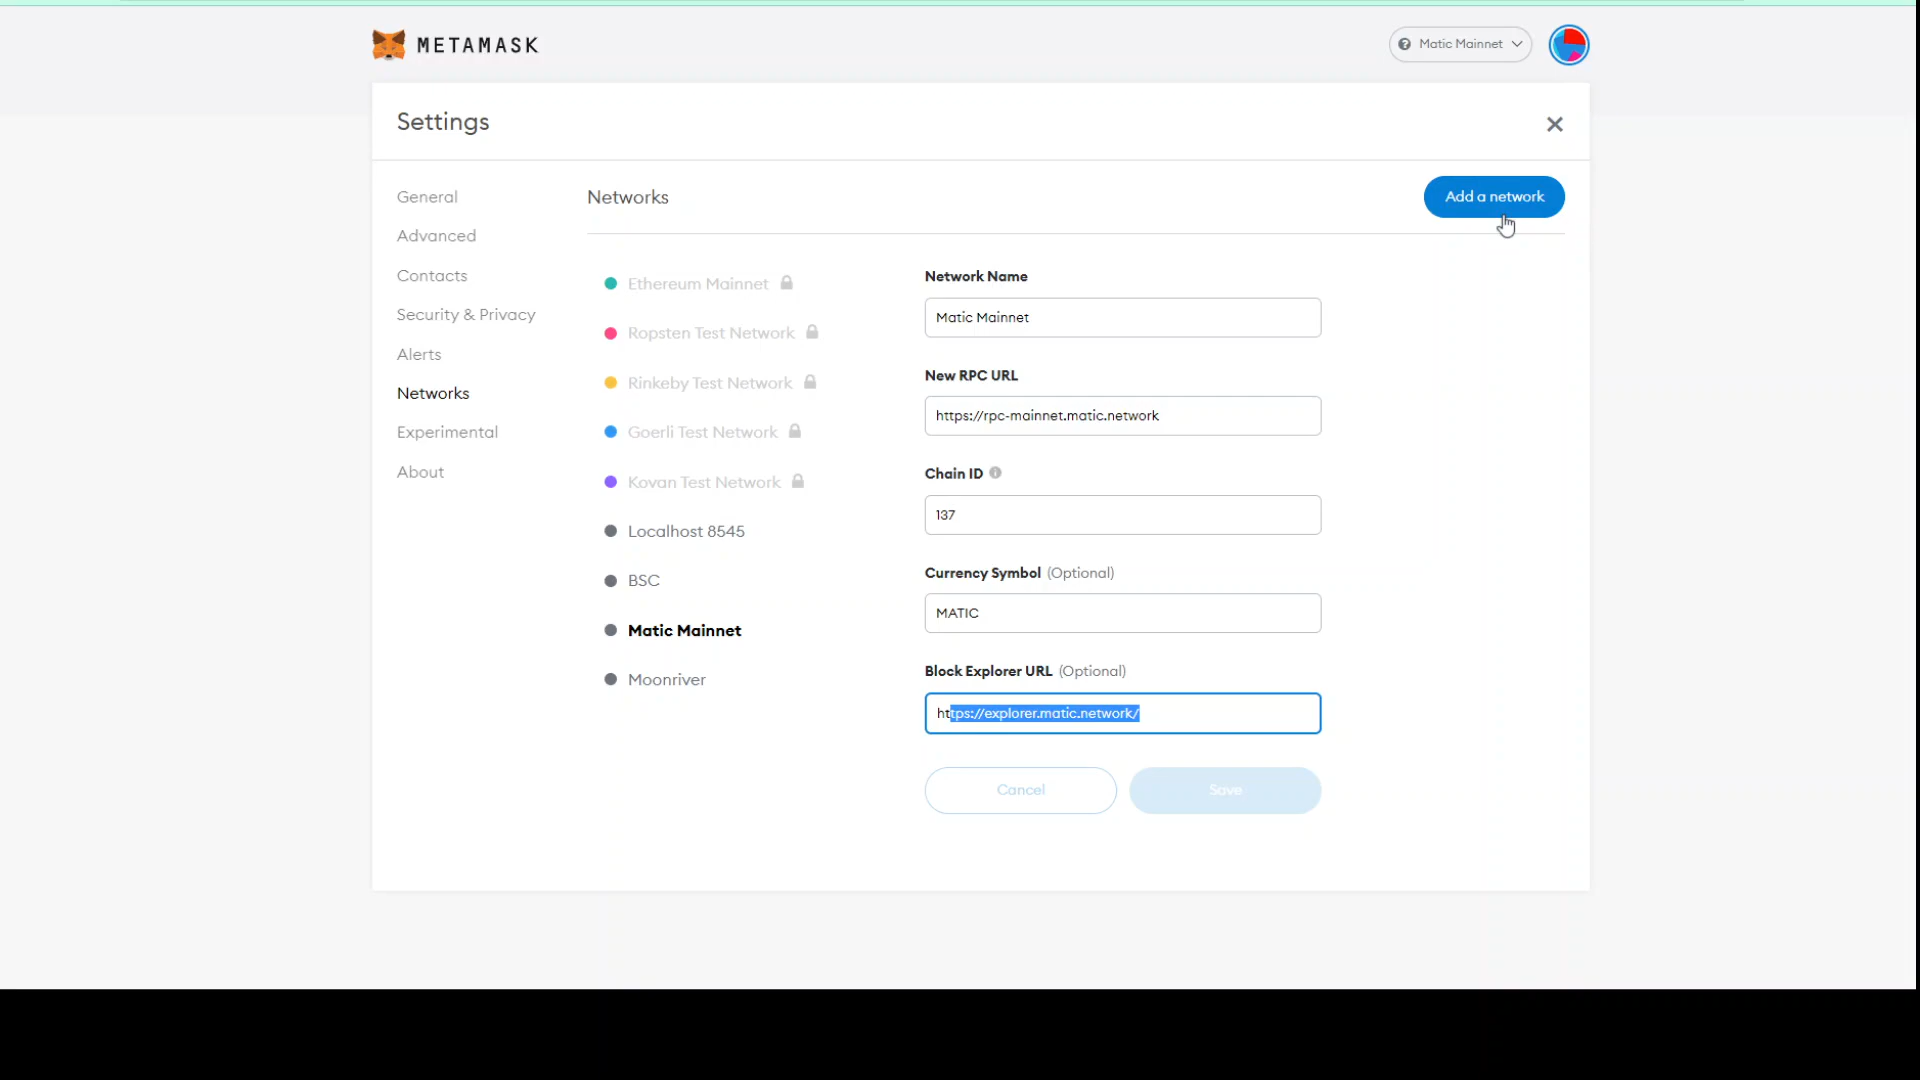 METAMASK
Matic Mainnet
Settings
General
Advanced
Contacts
Security & Privacy
Alerts
Networks
Experimental
About
Networks
Add a network
Ethereum Mainnet
Ropsten Test Network
Rinkeby Test Network
Goerli Test Network
Kovan Test Network
Localhost 8545
BSC
Matic Mainnet
Moonriver
Network Name
Matic Mainnet
New RPC URL
https://rpc-mainnet.matic.network
Chain ID
137
Currency Symbol (Optional)
MATIC
Block Explorer URL (Optional)
https://explorer.matic.network/
Cancel
Save